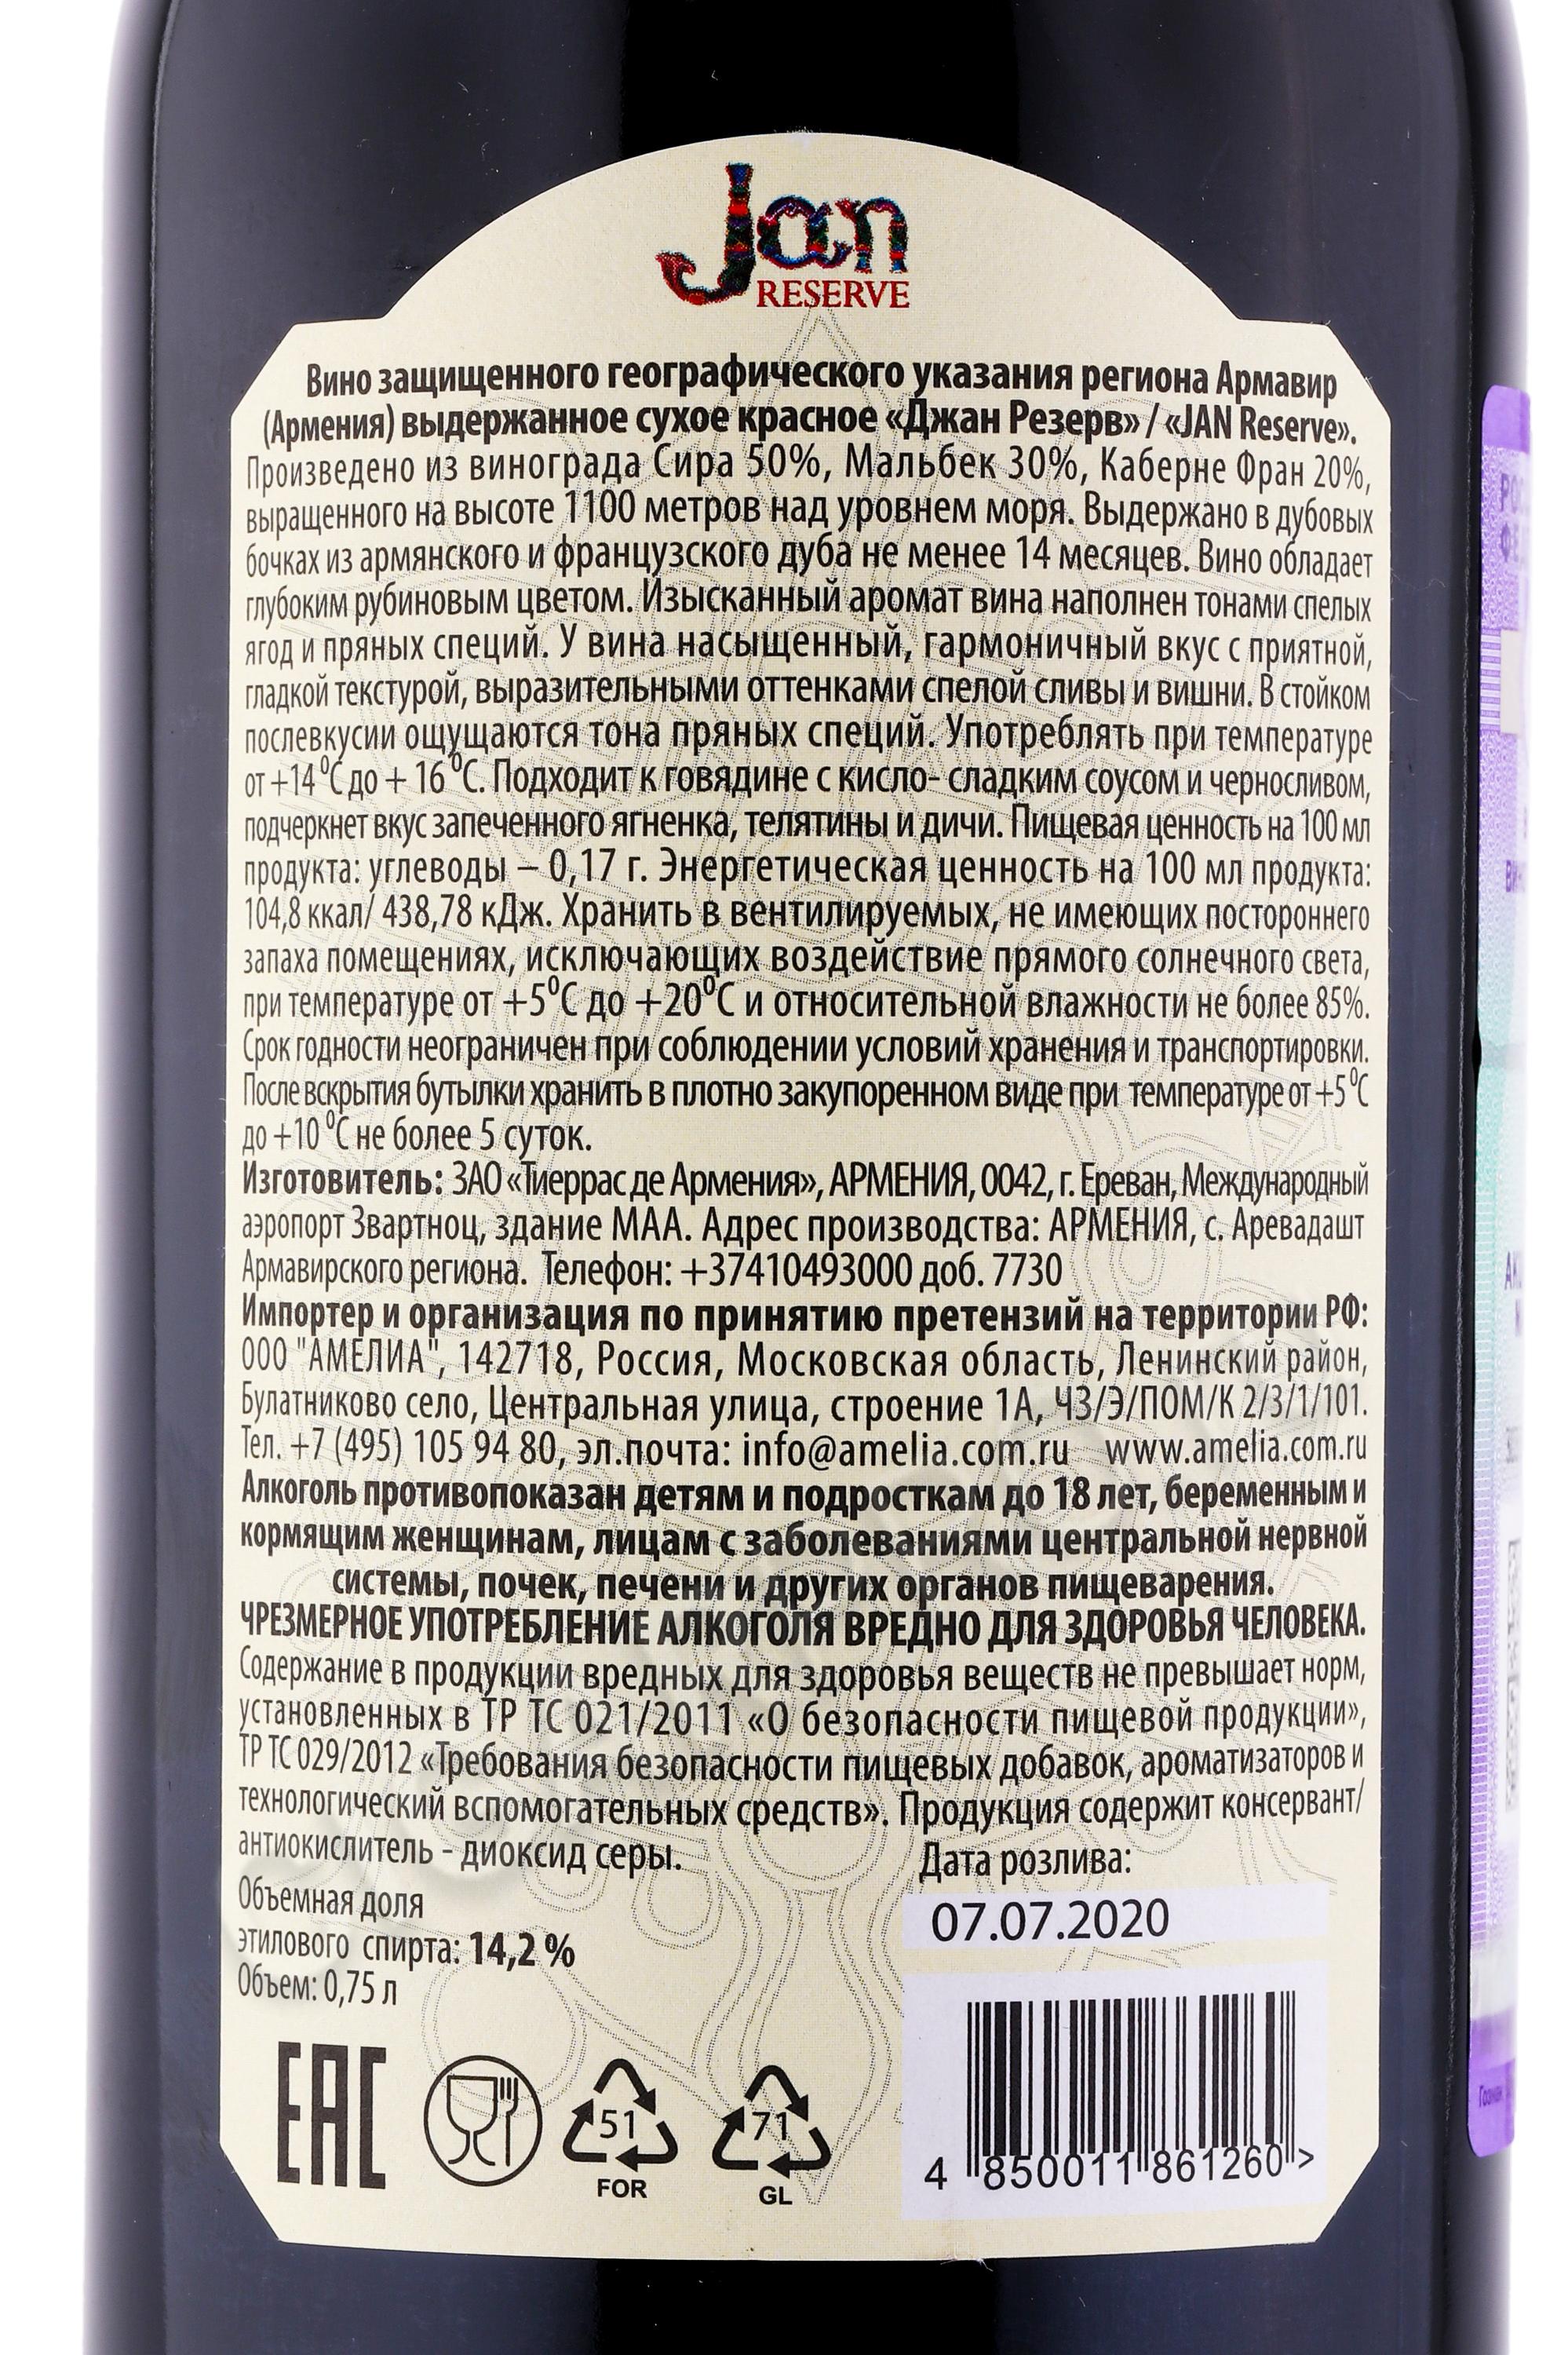 Jan
RESERVE
Вино защищенного географического указания региона Армавир
(Армения) выдержанное сухое красное «Джан Резерв» / «JAN Reserve».
Произведено из винограда Сира 50%, Мальбек 30%, Каберне Фран 20%,
выращенного на высоте 1100 метров над уровнем моря. Выдержано в дубовых
бочках из армянского и французского дуба не менее 14 месяцев. Вино обладает
глубоким рубиновым цветом. Изысканный аромат вина наполнен тонами спелых
ягод и пряных специй. У вина насыщенный, гармоничный вкус с приятной,
гладкой текстурой, выразительными оттенками спелой сливы и вишни. В стойком
послевкусии ощущаются тона пряных специй. Употреблять при температуре
от +14 ⁰C до + 16 ⁰C. Подходит к говядине с кисло- сладким соусом и черносливом,
подчеркнет вкус запеченного ягненка, телятины и дичи. Пищевая ценность на 100 мл
продукта: углеводы – 0,17 г. Энергетическая ценность на 100 мл продукта:
104,8 ккал/ 438,78 кДж. Хранить в вентилируемых, не имеющих постороннего
запаха помещениях, исключающих воздействие прямого солнечного света,
при температуре от +5⁰C до +20⁰C и относительной влажности не более 85%.
Срок годности неограничен при соблюдении условий хранения и транспортировки.
После вскрытия бутылки хранить в плотно закупоренном виде при температуре от +5⁰C
до +10 ⁰C не более 5 суток.
Изготовитель: ЗАО «Тиеррас де Армения», АРМЕНИЯ, 0042, г. Ереван, Международный
аэропорт Звартноц, здание МАА. Адрес производства: АРМЕНИЯ, с. Аревадашт
Армавирского региона. Телефон: +37410493000 доб. 7730
Импортер и организация по принятию претензий на территории РФ:
ООО "АМЕЛИА", 142718, Россия, Московская область, Ленинский район,
Булатниково село, Центральная улица, строение 1А, ЧЗ/Э/ПОМ/К 2/3/1/101.
Тел. +7 (495) 105 94 80, эл.почта: info@amelia.com.ru www.amelia.com.ru
Алкоголь противопоказан детям и подросткам до 18 лет, беременным и
кормящим женщинам, лицам с заболеваниями центральной нервной
системы, почек, печени и других органов пищеварения.
ЧРЕЗМЕРНОЕ УПОТРЕБЛЕНИЕ АЛКОГОЛЯ ВРЕДНО ДЛЯ ЗДОРОВЬЯ ЧЕЛОВЕКА.
Содержание в продукции вредных для здоровья веществ не превышает норм,
установленных в ТР ТС 021/2011 «О безопасности пищевой продукции»,
ТР ТС 029/2012 «Требования безопасности пищевых добавок, ароматизаторов и
технологический вспомогательных средств». Продукция содержит консервант/
антиокислитель - диоксид серы.
Дата розлива:
07.07.2020
Объемная доля
этилового спирта: 14,2 %
Объем: 0,75 л
EAC
51
FOR
71
GL
4 850011 861260 >